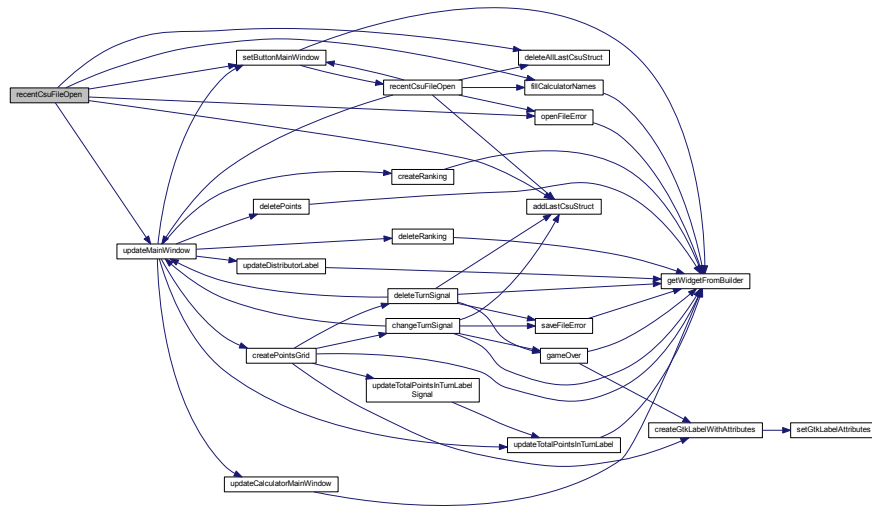 deleteAllLastCsuStruct
setButtonMainWindow
recentCsuFileOpen
fillCalculatorNames
recentCsuFileOpen
openFileError
createRanking
deletePoints
addLastCsuStruct
deleteRanking
updateMainWindow
updateDistributorLabel
getWidgetFromBuilder
deleteTurnSignal
changeTurnSignal
saveFileError
createPointsGrid
gameOver
updateTotalPointsInTurnLabel
Signal
createGtkLabelWithAttributes
setGtkLabelAttributes
updateTotalPointsInTurnLabel
updateCalculatorMainWindow